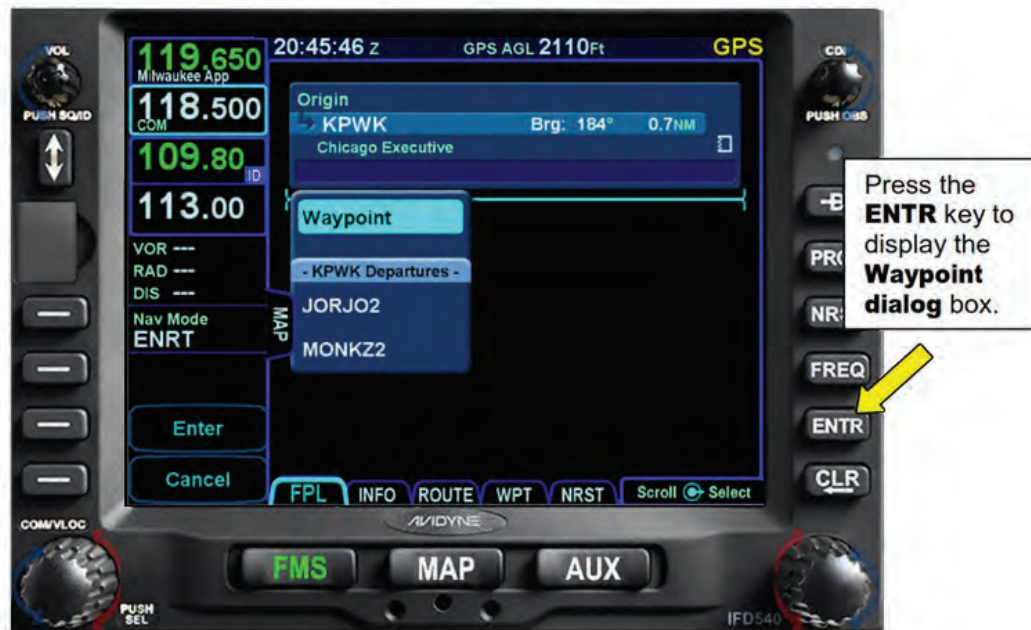 VOL
PUSH SQ/ID
119.650
Milwaukee App
118.500
COM
109.80
ID
113.00
VOR ---
RAD ---
DIS ---
Nav Mode
ENRT
Enter
Cancel
20:45:46 Z GPS AGL 2110Ft GPS
Origin
KPWK Brg: 184° 0.7NM
Chicago Executive
MAP
Waypoint
- KPWK Departures -
JORJO2
MONKZ2
FPL INFO ROUTE WPT NRST Scroll Select
CDI
PUSH OBS
Press the
ENTR key to
display the
Waypoint
dialog box.
FREQ
ENTR
CLR
COM/VLOC
PUSH
SEL
AVIDYNE
FMS MAP AUX
IFD540